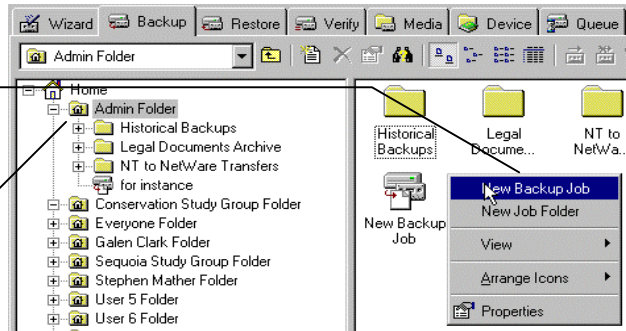 Wizard Backup Restore Verify Media Device Queue
Admin Folder
Home
Admin Folder
Historical Backups
Legal Documents Archive
NT to NetWare Transfers
for instance
Conservation Study Group Folder
Everyone Folder
Galen Clark Folder
Sequoia Study Group Folder
Stephen Mather Folder
User 5 Folder
User 6 Folder
Historical
Backups
Legal
Docume...
NT to
NetWa..
New Backup
Job
New Backup Job
New Job Folder
View
Arrange Icons
Properties